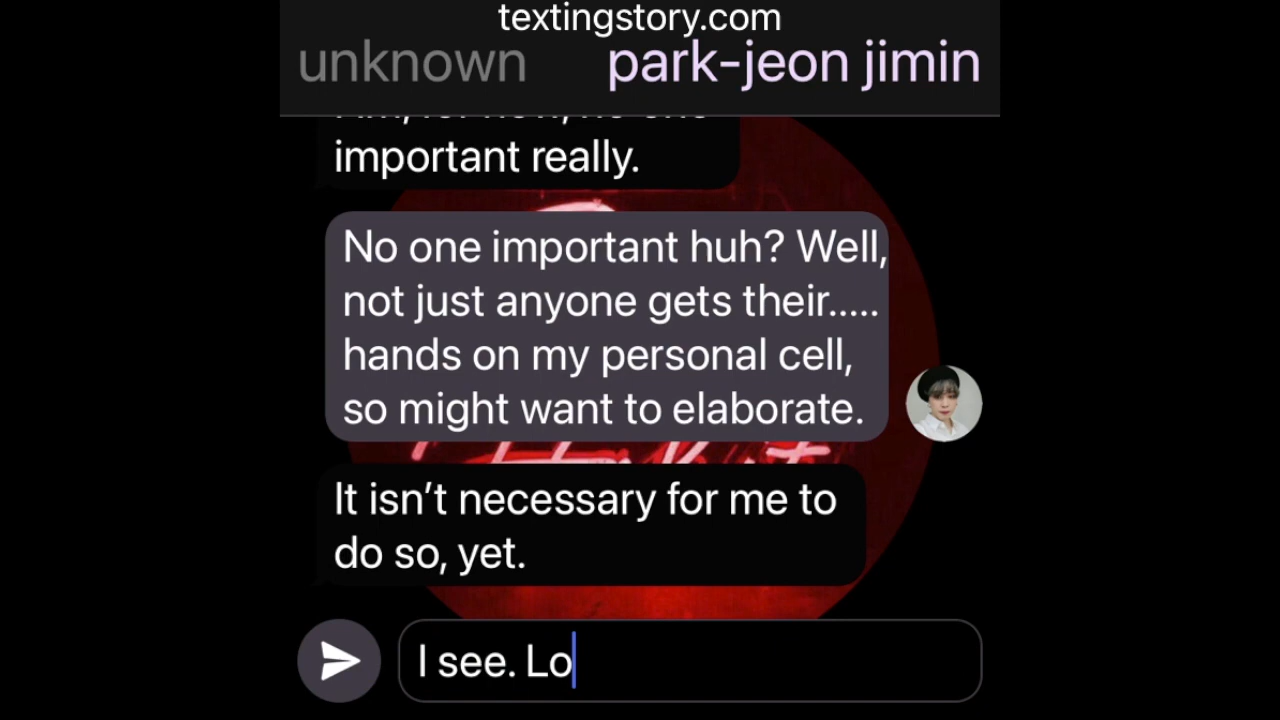 textingstory.com
unknown park-jeon jimin
important really.
No one important huh? Well,
not just anyone gets their.....
hands on my personal cell,
so might want to elaborate.
It isn’t necessary for me to
do so, yet.
I see. Lo